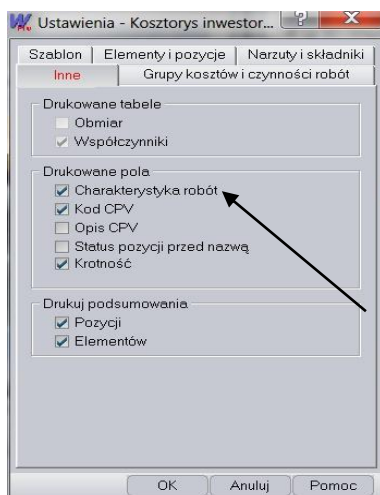 Ustawienia - Kosztorys inwestor...
Szablon Elementy i pozycje Narzuty i składniki
Inne Grupy kosztów i czynności robót
Drukowane tabele
Obmiar
Współczynniki
Drukowane pola
Charakterystyka robót
Kod CPV
Opis CPV
Status pozycji przed nazwą
Krotność
Drukuj podsumowania
Pozycji
Elementów
OK Anuluj Pomoc